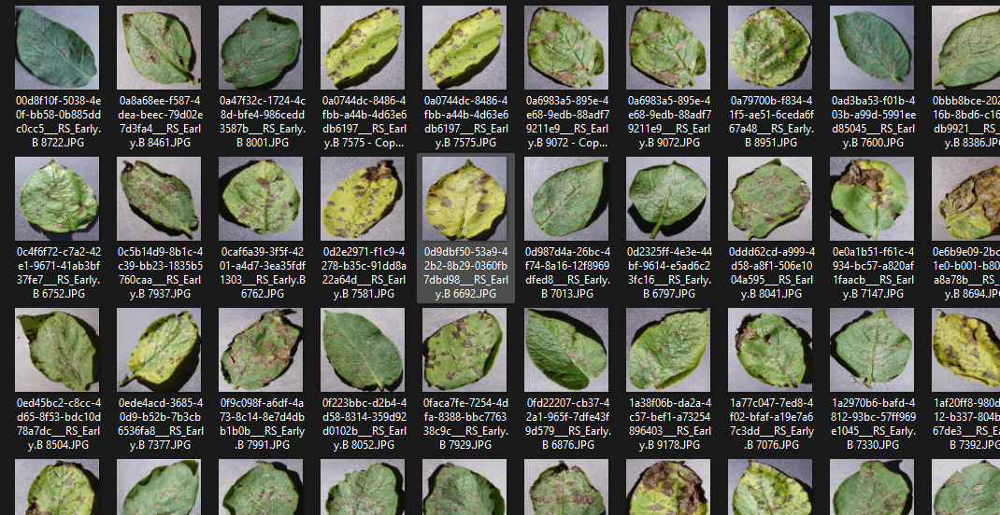 00d8f10f-5038-4e
0f-bb58-0b885dd
c0cc5___RS_Early.
B 8722.JPG
0a8a68ee-f587-4
dea-beec-79d02e
7d3fa4___RS_Earl
y.B 8461.JPG
0a47f32c-1724-4c
8d-bfe4-986cedd
3587b___RS_Early.
B 8001.JPG
0a0744dc-8486-4
fbb-a44b-4d63e6
db6197___RS_Earl
y.B 7575 - Cop...
0a0744dc-8486-4
fbb-a44b-4d63e6
db6197___RS_Earl
y.B 7575.JPG
0a6983a5-895e-4
e68-9edb-88adf7
9211e9___RS_Earl
y.B 9072 - Cop...
0a6983a5-895e-4
e68-9edb-88adf7
9211e9___RS_Earl
y.B 9072.JPG
0a79700b-f834-4
1f5-ae51-6ceda6f
67a48___RS_Early.
B 8951.JPG
0ad3ba53-f01b-4
03b-a99d-5991ee
d85045___RS_Earl
y.B 7600.JPG
0bbb8bce-202
16b-8bd6-c16
db9921___RS_E
y.B 8386.JP
0c4f6f72-c7a2-42
e1-9671-41ab3bf
37fe7___RS_Early.
B 6752.JPG
0c5b14d9-8b1c-4
c39-bb23-1835b5
760caa___RS_Earl
y.B 7937.JPG
0caf6a39-3f5f-42
01-a4d7-3ea35fdf
1303___RS_Early.B
6762.JPG
0d2e2971-f1c9-4
278-b35c-91dd8a
22a64d___RS_Earl
y.B 7581.JPG
0d9dbf50-53a9-4
2b2-8b29-0360fb
7dbd98___RS_Earl
y.B 6692.JPG
0d987d4a-26bc-4
f74-8a16-12f8969
dfed8___RS_Early.
B 7013.JPG
0d2325ff-4e3e-44
bf-9614-e5ad6c2
3fc16___RS_Early.
B 6797.JPG
0ddd62cd-a999-4
d58-a8f1-506e10
04a595___RS_Earl
y.B 8041.JPG
0e0a1b51-f61c-4
934-bc57-a820af
1faacb___RS_Earl
y.B 7147.JPG
0e6b9e09-2bc
1e0-b001-b80
a8a78b___RS_E
y.B 8694.JP
0ed45bc2-c8cc-4
d65-8f53-bdc10d
78a7dc___RS_Earl
y.B 8504.JPG
0ede4acd-3685-4
0d9-b52b-7b3cb
6536fa8___RS_Earl
y.B 7377.JPG
0f9c098f-a6df-4a
73-8c14-8e7d4db
b1b0b___RS_Early
.B 7991.JPG
0f223bbc-d2b4-4
d58-8314-359d92
d0102b___RS_Earl
y.B 8052.JPG
0faca7fe-7254-4d
fa-8388-bbc7763
38c9c___RS_Early.
B 7929.JPG
0fd22207-cb37-4
2a1-965f-7dfe43f
9d579___RS_Early.
B 6876.JPG
1a38f06b-da2a-4
c57-bef1-a73254
896403___RS_Earl
y.B 9178.JPG
1a77c047-7ed8-4
f02-bfaf-a19e7a6
7c3dd___RS_Early
.B 7076.JPG
1a2970b6-bafd-4
812-93bc-57ff969
e1045___RS_Early.
B 7330.JPG
1af20ff8-980d
12-b337-804b
67de3___RS_Ea
B 7392.JPG